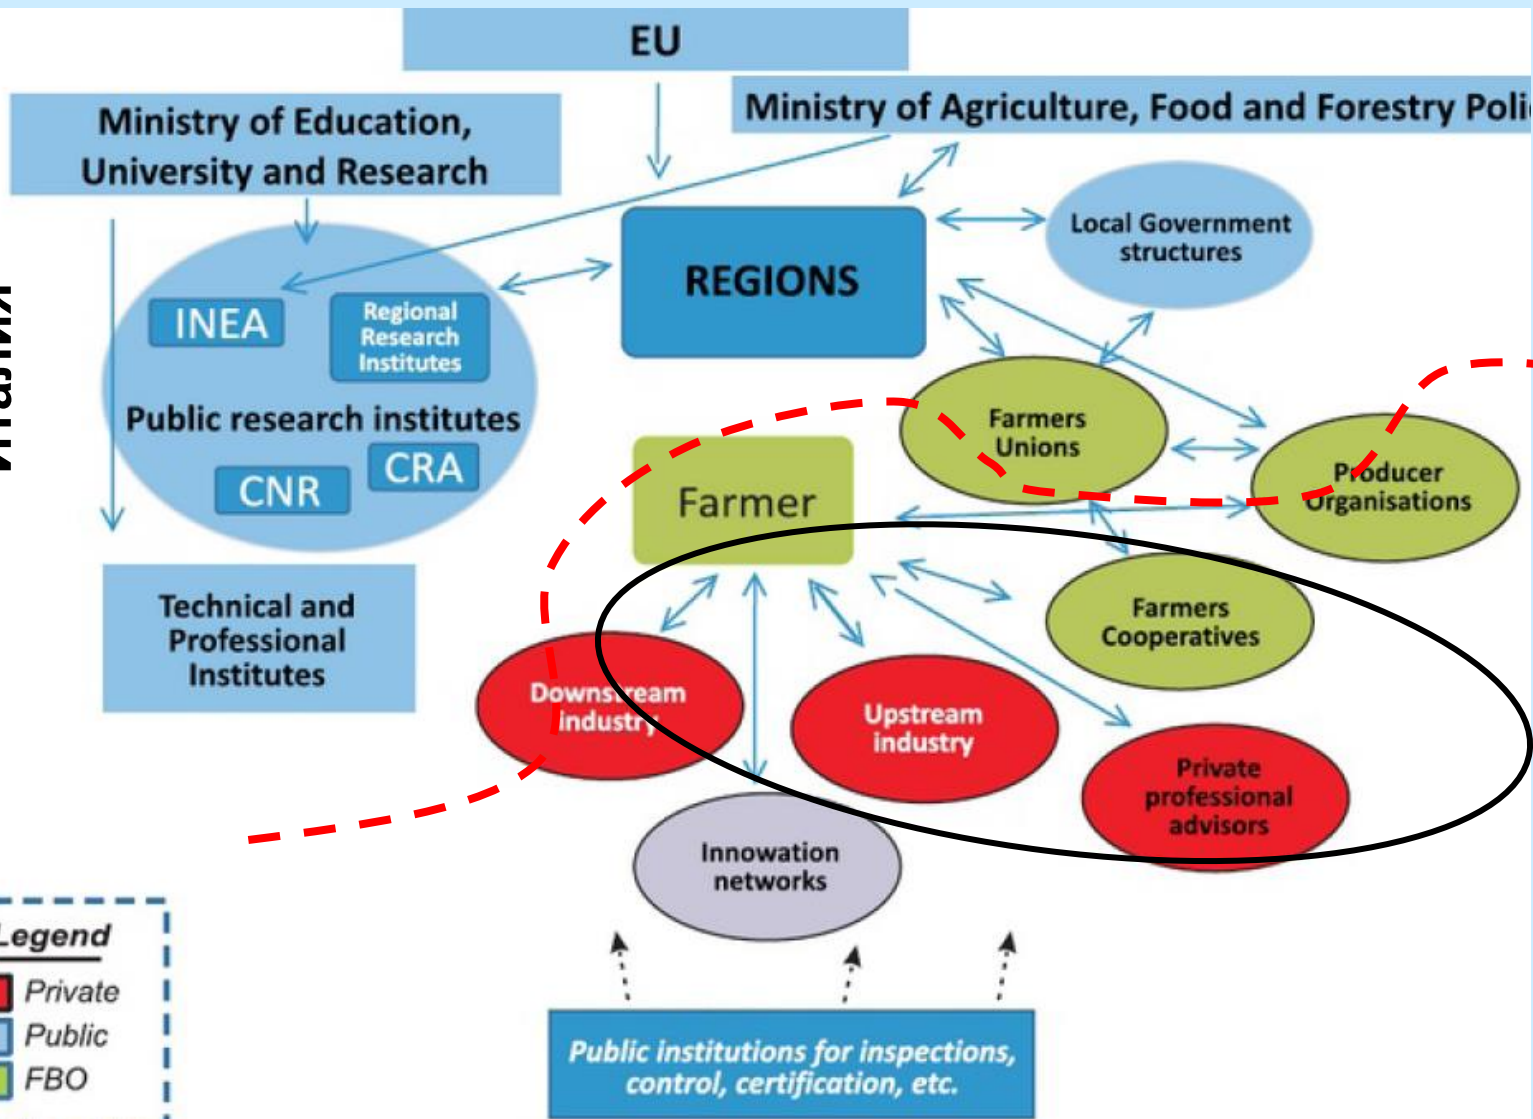 EU
Ministry of Education,
University and Research
Ministry of Agriculture, Food and Forestry Poli
Local Government
structures
REGIONS
INEA
Regional
Research
Institutes
Public research institutes
CNR
CRA
Италия
Farmers
Unions
Producer
Organisations
Farmer
Technical and
Professional
Institutes
Farmers
Cooperatives
Downstream
industry
Upstream
industry
Private
professional
advisors
Innowation
networks
Legend
Private
Public
FBO
Public institutions for inspections,
control, certification, etc.